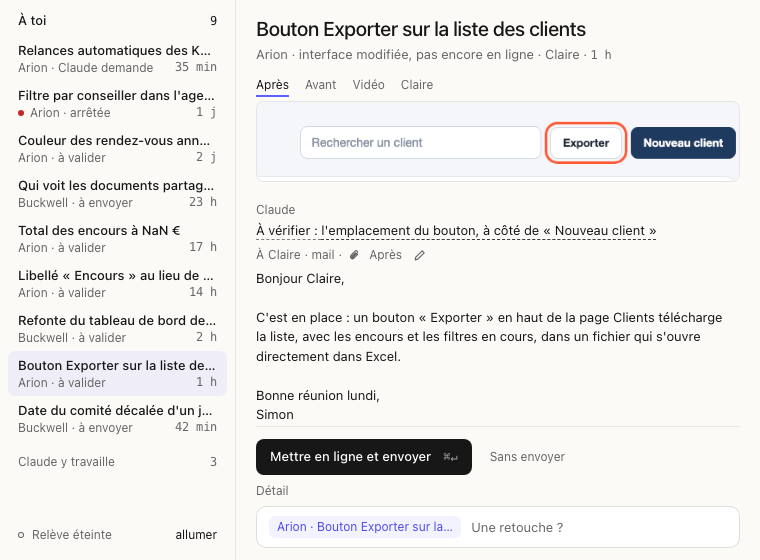 À toi 9
Relances automatiques des K...
Arion · Claude demande 35 min
Filtre par conseiller dans l'age...
Arion · arrêtée 1 j
Couleur des rendez-vous ann...
Arion · à valider 2 j
Qui voit les documents partag...
Buckwell · à envoyer 23 h
Total des encours à NaN €
Arion · à valider 17 h
Libellé « Encours » au lieu de ...
Arion · à valider 14 h
Refonte du tableau de bord de...
Buckwell · à valider 2 h
Bouton Exporter sur la liste de...
Arion · à valider 1 h
Date du comité décalée d'un j...
Buckwell · à envoyer 42 min
Claude y travaille 3
Relève éteinte allumer
Bouton Exporter sur la liste des clients
Arion · interface modifiée, pas encore en ligne · Claire · 1 h
Après Avant Vidéo Claire
Rechercher un client Exporter Nouveau client
Claude
À vérifier : l'emplacement du bouton, à côté de « Nouveau client »
À Claire · mail · Après
Bonjour Claire,
C'est en place : un bouton « Exporter » en haut de la page Clients télécharge
la liste, avec les encours et les filtres en cours, dans un fichier qui s'ouvre
directement dans Excel.
Bonne réunion lundi,
Simon
Mettre en ligne et envoyer ⌘↵ Sans envoyer
Détail
Arion · Bouton Exporter sur la... Une retouche ?